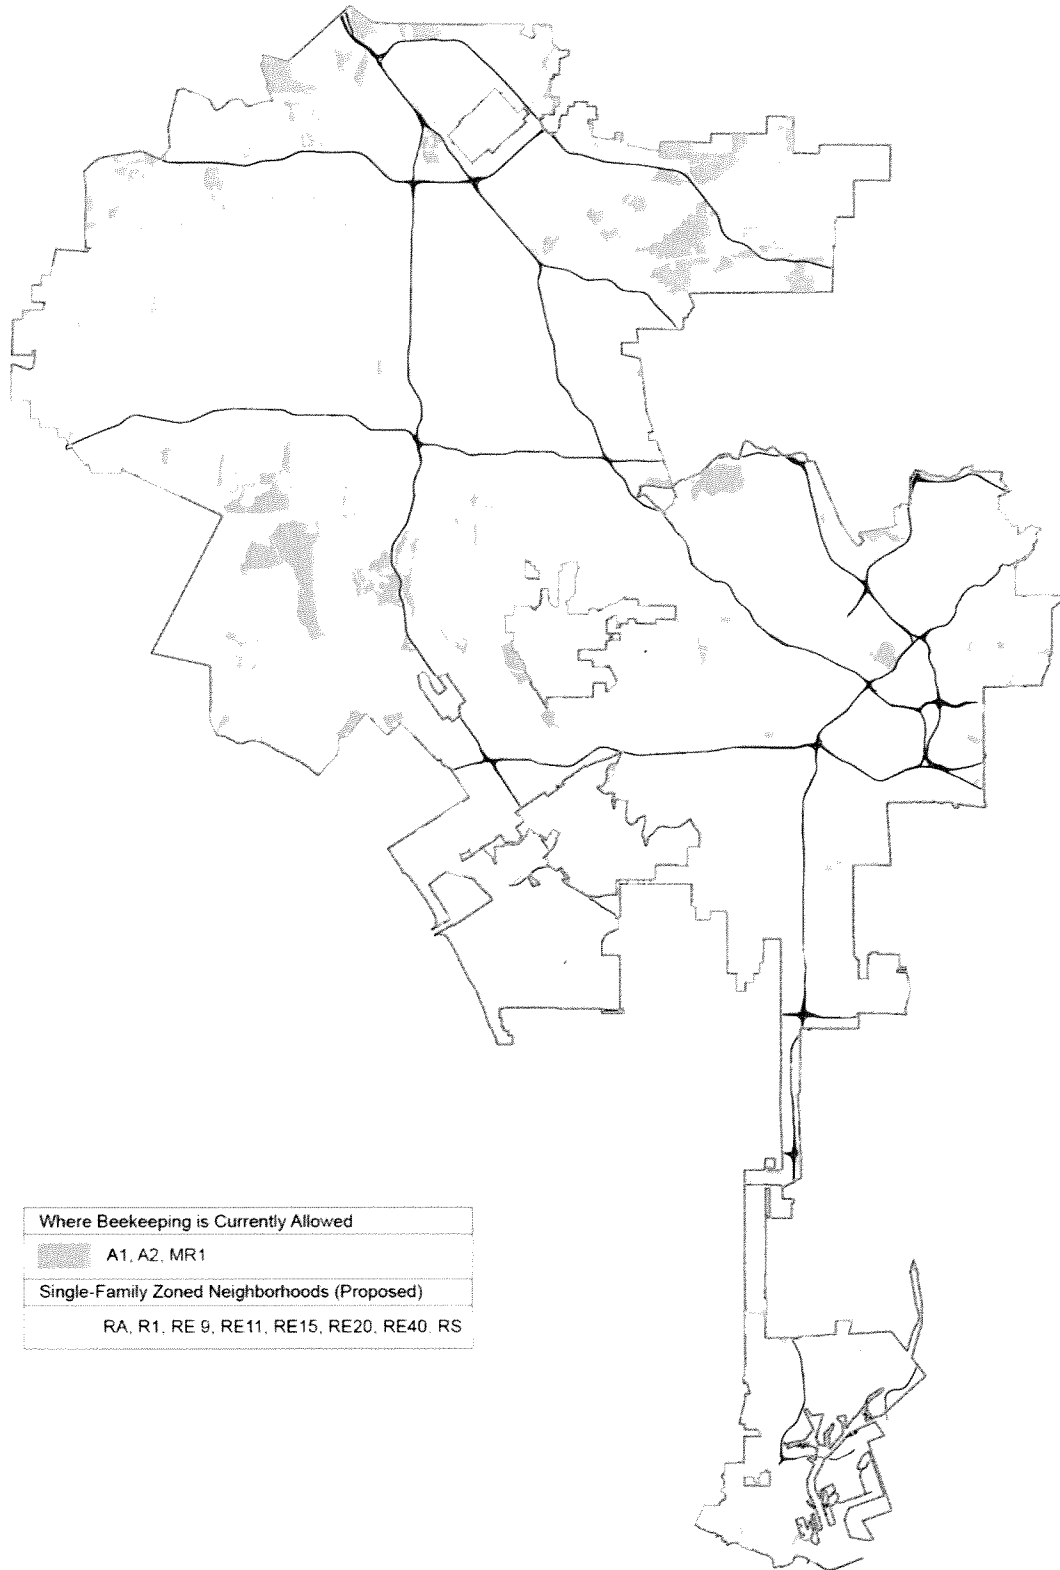 Where Beekeeping is Currently Allowed
A1, A2, MR1
Single-Family Zoned Neighborhoods (Proposed)
RA, R1, RE 9, RE11, RE15, RE20, RE40, RS